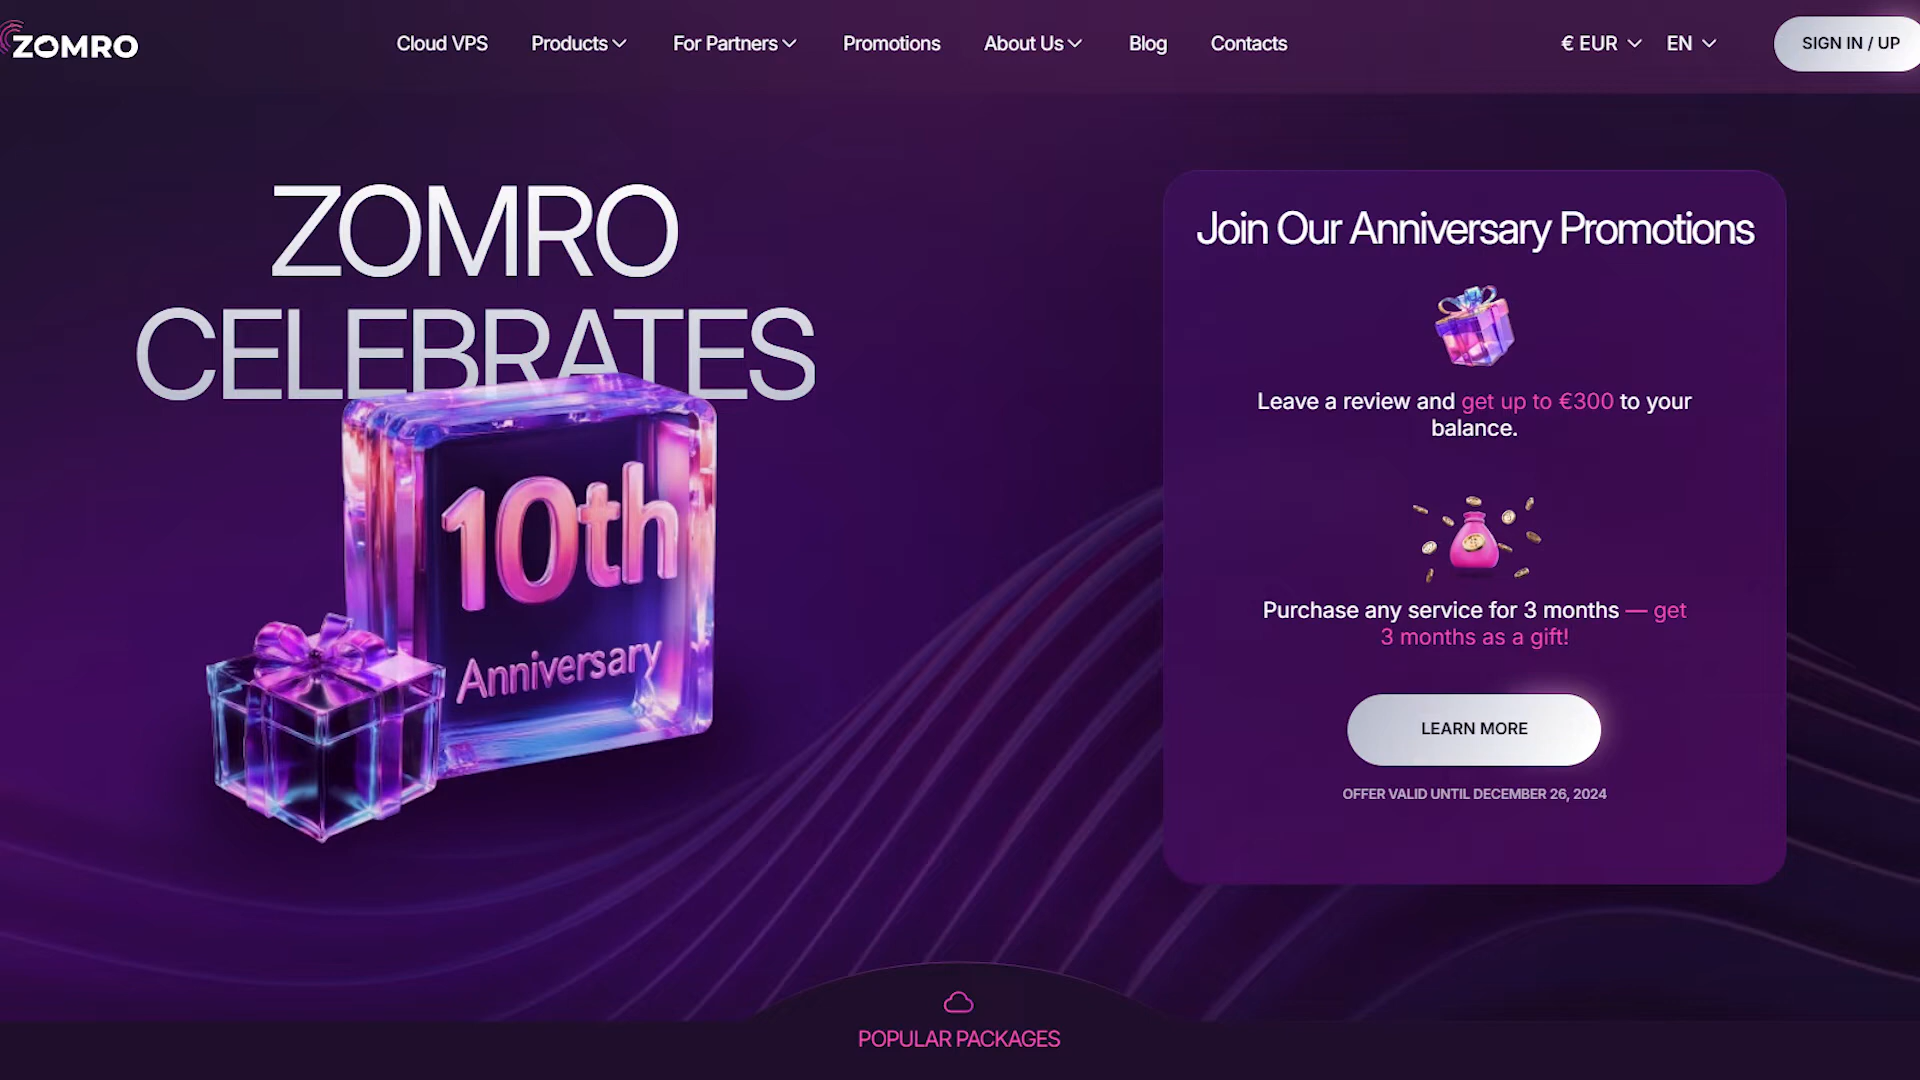 ZOMRO
Cloud VPS
Products
For Partners
Promotions
About Us
Blog
Contacts
€ EUR
EN
SIGN IN / UP
ZOMRO
CELEBRATES
10th
Anniversary
Join Our Anniversary Promotions
Leave a review and get up to €300 to your
balance.
Purchase any service for 3 months — get
3 months as a gift!
LEARN MORE
OFFER VALID UNTIL DECEMBER 26, 2024
POPULAR PACKAGES